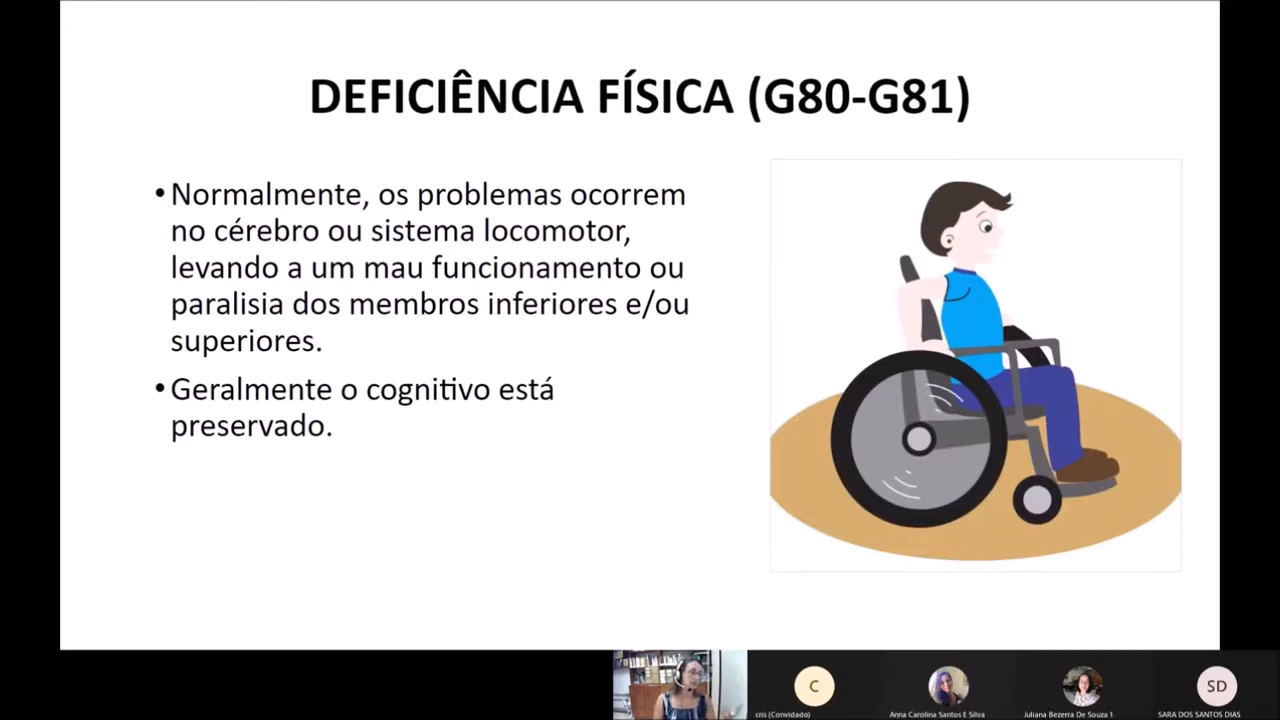 DEFICIÊNCIA FÍSICA (G80-G81)
• Normalmente, os problemas ocorrem
no cérebro ou sistema locomotor,
levando a um mau funcionamento ou
paralisia dos membros inferiores e/ou
superiores.
• Geralmente o cognitivo está
preservado.
C
SD
cris (Convidado)
Anna Carolina Santos E Silva
Juliana Bezerra De Souza 1
SARA DOS SANTOS DIAS